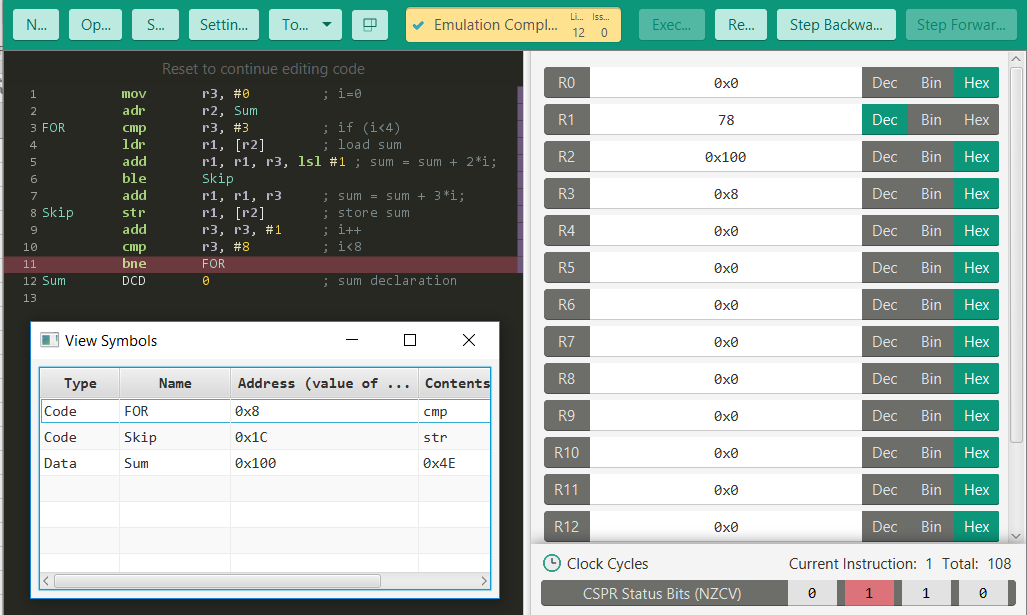 N... Op... S... Settin... To... Emulation Compl... Li... Iss... Exec... Re... Step Backwa... Step Forwar...
12 0
Reset to continue editing code
1 mov r3, #0 ; i=0
2 adr r2, Sum
3 FOR cmp r3, #3 ; if (i<4)
4 ldr r1, [r2] ; load sum
5 add r1, r1, r3, lsl #1 ; sum = sum + 2*i;
6 ble Skip
7 add r1, r1, r3 ; sum = sum + 3*i;
8 Skip str r1, [r2] ; store sum
9 add r3, r3, #1 ; i++
10 cmp r3, #8 ; i<8
11 bne FOR
12 Sum DCD 0 ; sum declaration
13
View Symbols
Type Name Address (value of ... Contents
Code FOR 0x8 cmp
Code Skip 0x1C str
Data Sum 0x100 0x4E
R0 0x0 Dec Bin Hex
R1 78 Dec Bin Hex
R2 0x100 Dec Bin Hex
R3 0x8 Dec Bin Hex
R4 0x0 Dec Bin Hex
R5 0x0 Dec Bin Hex
R6 0x0 Dec Bin Hex
R7 0x0 Dec Bin Hex
R8 0x0 Dec Bin Hex
R9 0x0 Dec Bin Hex
R10 0x0 Dec Bin Hex
R11 0x0 Dec Bin Hex
R12 0x0 Dec Bin Hex
Clock Cycles Current Instruction: 1 Total: 108
CSPR Status Bits (NZCV) 0 1 1 0